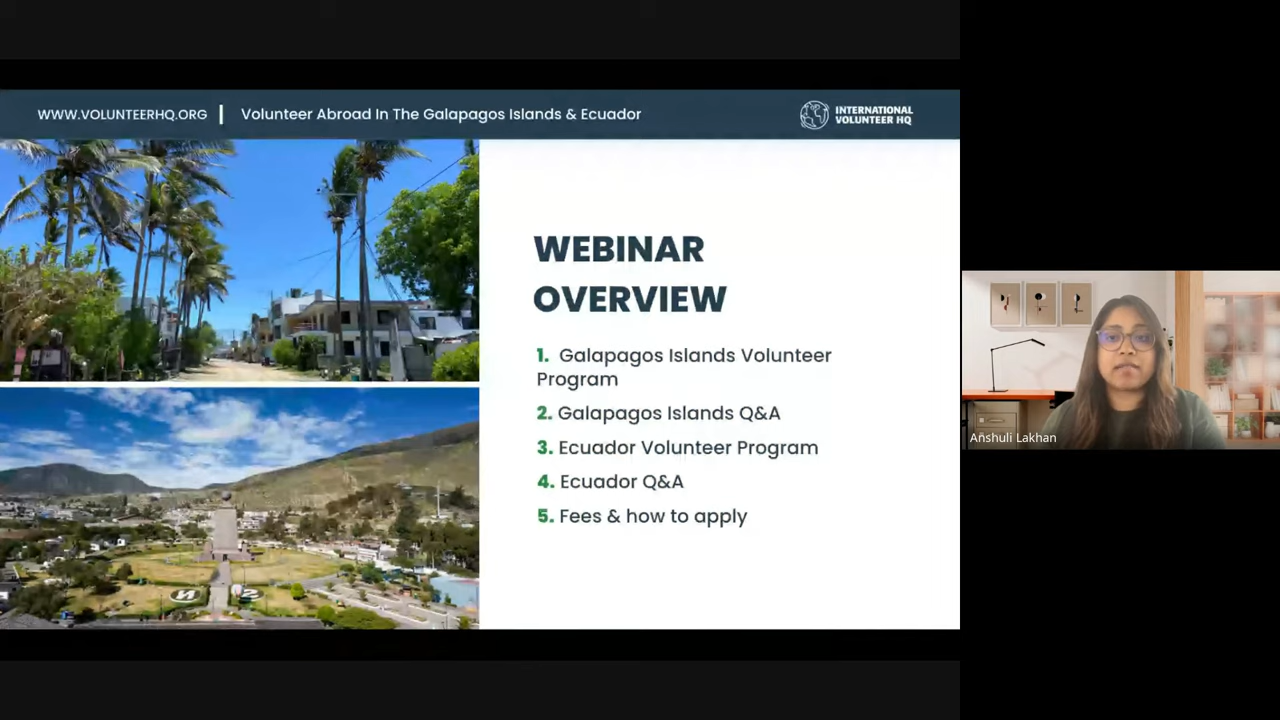 WWW.VOLUNTEERHQ.ORG | Volunteer Abroad In The Galapagos Islands & Ecuador
INTERNATIONAL
VOLUNTEER HQ
WEBINAR
OVERVIEW
1. Galapagos Islands Volunteer
Program
2. Galapagos Islands Q&A
3. Ecuador Volunteer Program
4. Ecuador Q&A
5. Fees & how to apply
N
S
Anshuli Lakhan